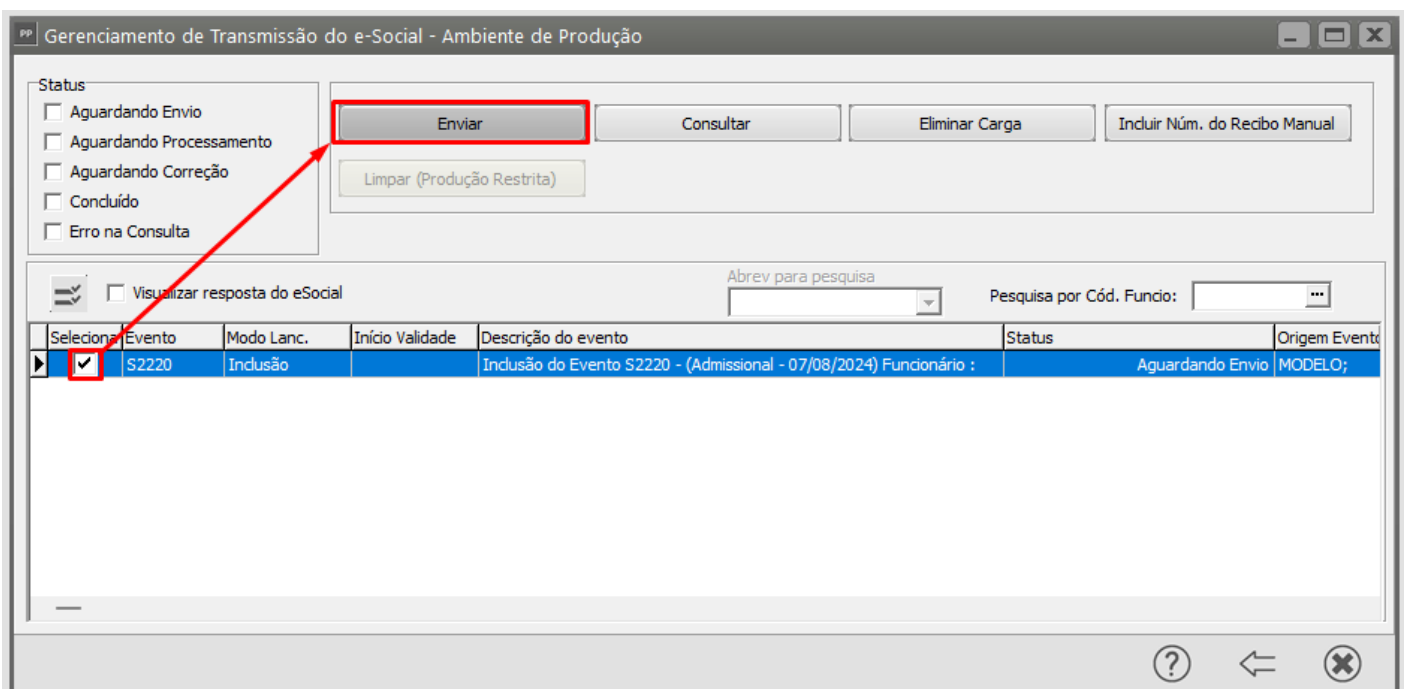 PP Gerenciamento de Transmissão do e-Social - Ambiente de Produção
Status
Aguardando Envio
Aguardando Processamento
Aguardando Correção
Concluído
Erro na Consulta
Enviar Consultar Eliminar Carga Incluir Núm. do Recibo Manual
Limpar (Produção Restrita)
Visualizar resposta do eSocial
Abrev para pesquisa
Pesquisa por Cód. Funcio: ...
Seleciona Evento Modo Lanc. Início Validade Descrição do evento Status Origem Evento
S2220 Inclusão Inclusão do Evento S2220 - (Admissional - 07/08/2024) Funcionário : Aguardando Envio MODELO;
?